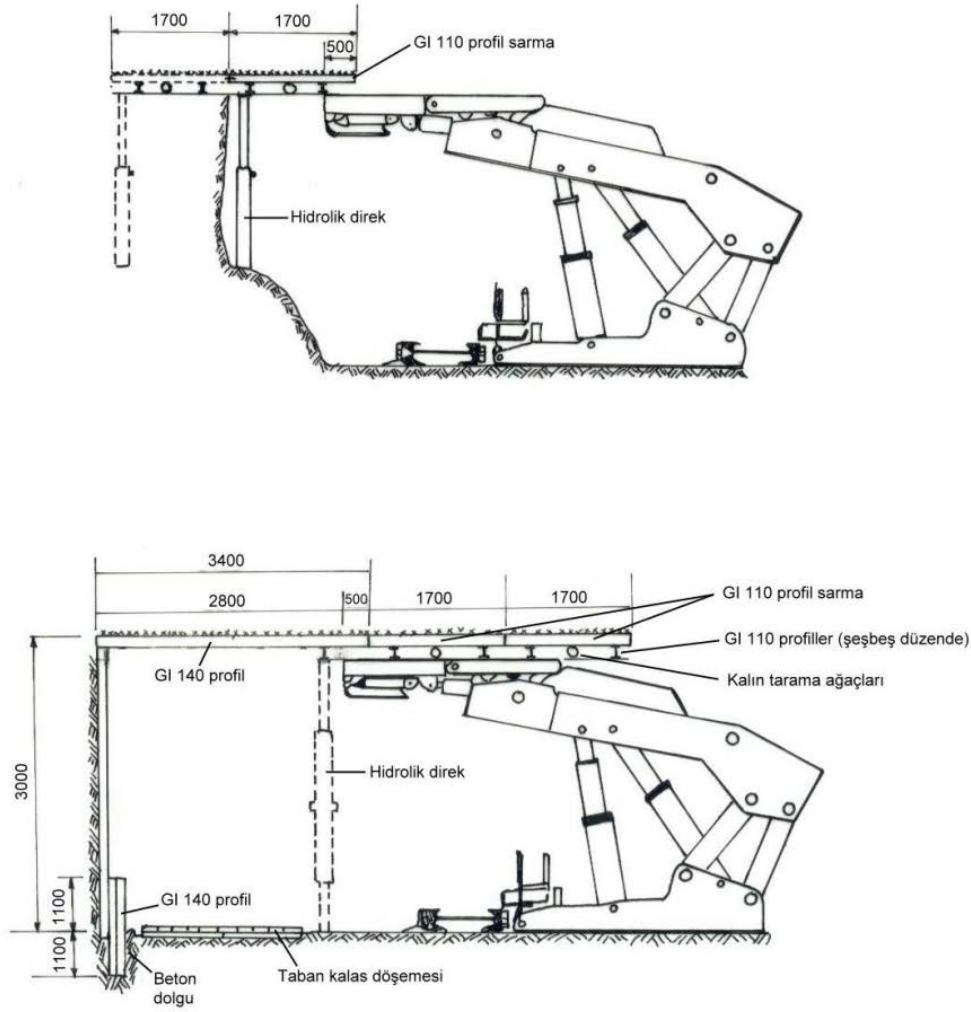 1700
1700
500
GI 110 profil sarma
Hidrolik direk
3400
2800
500
1700
1700
GI 110 profil sarma
GI 110 profiller (şeşbeş düzende)
GI 140 profil
Kalın tarama ağaçları
3000
Hidrolik direk
1100
GI 140 profil
1100
Beton
dolgu
Taban kalas döşemesi